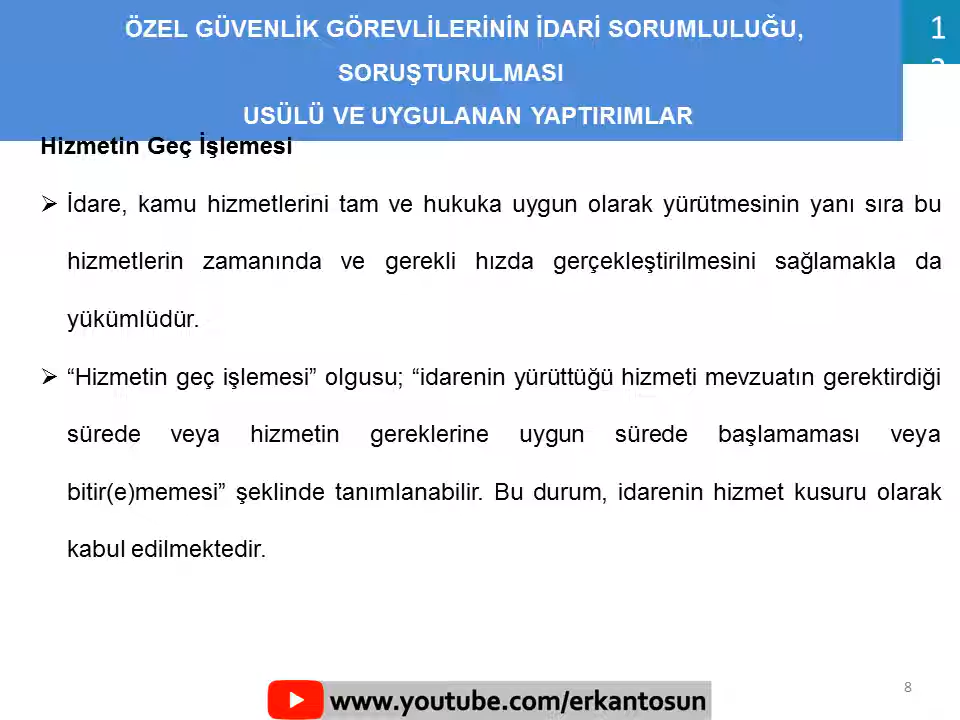 ÖZEL GÜVENLİK GÖREVLİLERİNİN İDARİ SORUMLULUĞU,
SORUŞTURULMASI
USÜLÜ VE UYGULANAN YAPTIRIMLAR
1
Hizmetin Geç İşlemesi
İdare, kamu hizmetlerini tam ve hukuka uygun olarak yürütmesinin yanı sıra bu
hizmetlerin zamanında ve gerekli hızda gerçekleştirilmesini sağlamakla da
yükümlüdür.
“Hizmetin geç işlemesi” olgusu; “idarenin yürüttüğü hizmeti mevzuatın gerektirdiği
sürede veya hizmetin gereklerine uygun sürede başlamaması veya
bitir(e)memesi” şeklinde tanımlanabilir. Bu durum, idarenin hizmet kusuru olarak
kabul edilmektedir.
www.youtube.com/erkantosun
8